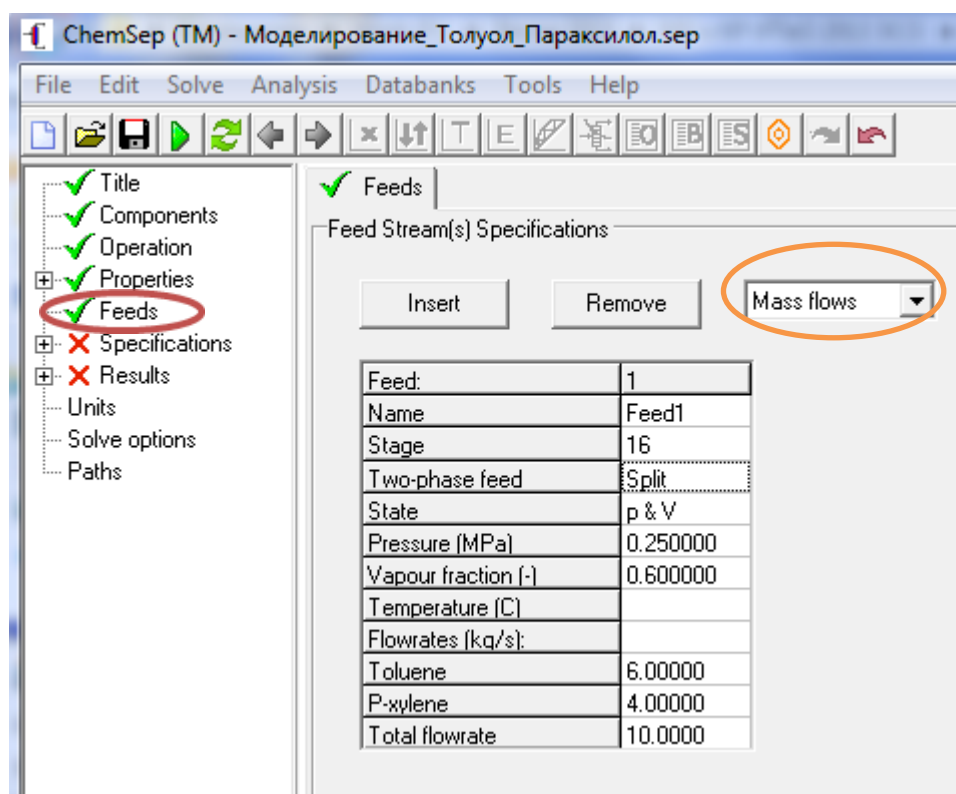 ChemSep (TM) - Моделирование_Толуол_Параксилол.sep
File Edit Solve Analysis Databanks Tools Help
Title
Components
Operation
Properties
Feeds
Specifications
Results
Units
Solve options
Paths
Feeds
Feed Stream(s) Specifications
Insert Remove Mass flows
Feed: 1
Name Feed1
Stage 16
Two-phase feed Split
State p & V
Pressure (MPa) 0.250000
Vapour fraction (-) 0.600000
Temperature (C)
Flowrates (kg/s):
Toluene 6.00000
P-xylene 4.00000
Total flowrate 10.0000